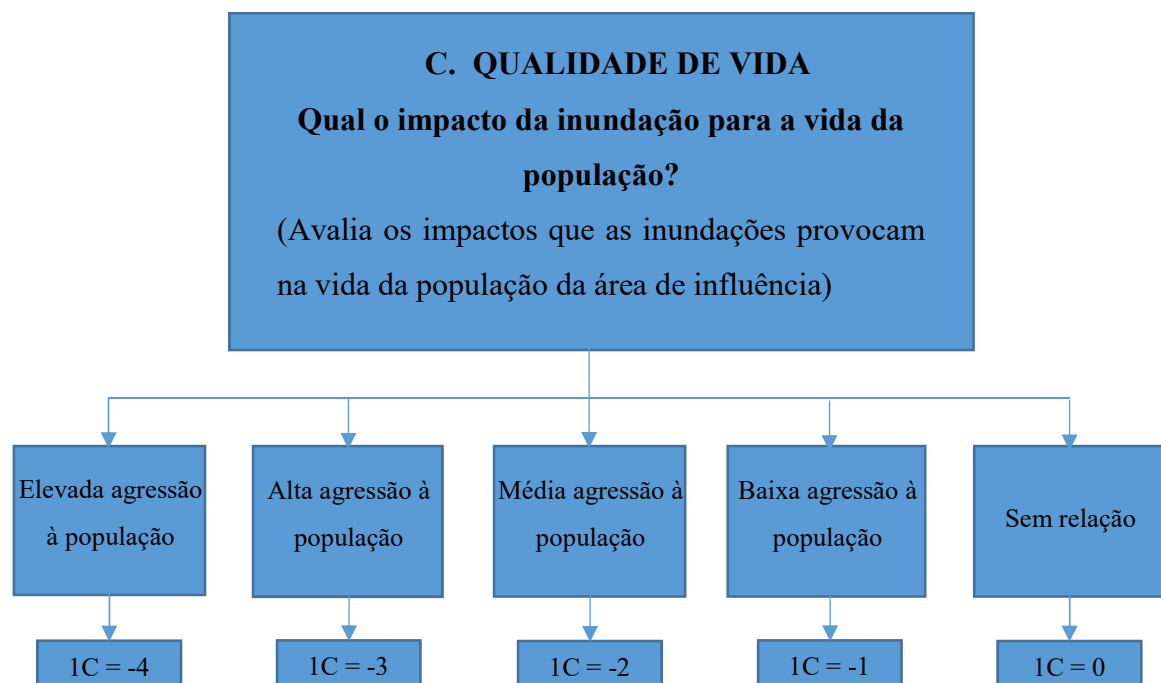 C. QUALIDADE DE VIDA
Qual o impacto da inundação para a vida da
população?
(Avalia os impactos que as inundações provocam
na vida da população da área de influência)
Elevada agressão
à população
Alta agressão à
população
Média agressão à
população
Baixa agressão à
população
Sem relação
1C = -4
1C = -3
1C = -2
1C = -1
1C = 0